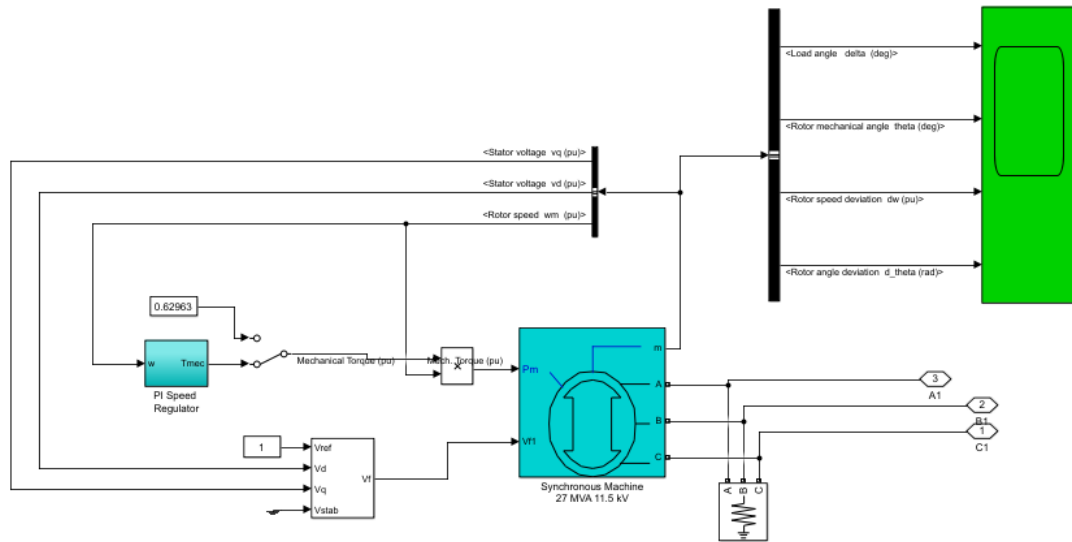 <Load angle delta (deg)>
<Rotor mechanical angle theta (deg)>
<Stator voltage vq (pu)>
<Stator voltage vd (pu)>
<Rotor speed deviation dw (pu)>
<Rotor speed wm (pu)>
<Rotor angle deviation d_theta (rad)>
0.62963
w
Tmec
PI Speed
Regulator
Mechanical Torque (pu)
Mech. Torque (pu)
×
Pm
m
A
B
C
Vf1
Synchronous Machine
27 MVA 11.5 kV
3
A1
2
B1
1
C1
1
Vref
Vd
Vq
Vstab
Vf
A
B
C